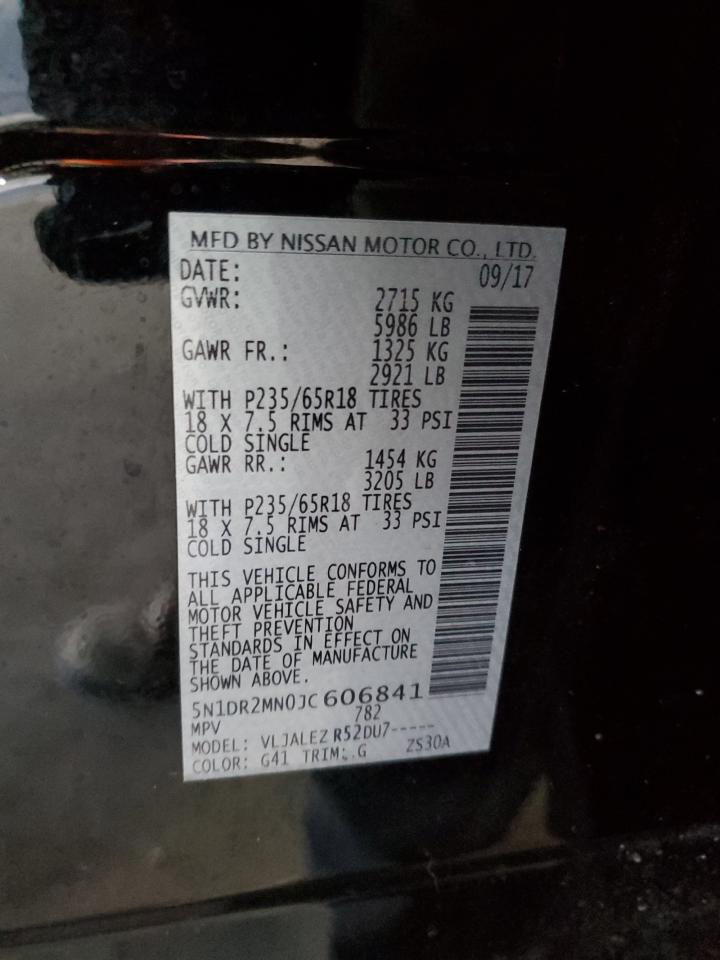 MFD BY NISSAN MOTOR CO., LTD.
DATE: 09/17
GVWR: 2715 KG
5986 LB
GAWR FR.: 1325 KG
2921 LB
WITH P235/65R18 TIRES
18 X 7.5 RIMS AT 33 PSI
COLD SINGLE
GAWR RR.: 1454 KG
3205 LB
WITH P235/65R18 TIRES
18 X 7.5 RIMS AT 33 PSI
COLD SINGLE
THIS VEHICLE CONFORMS TO
ALL APPLICABLE FEDERAL
MOTOR VEHICLE SAFETY AND
THEFT PREVENTION
STANDARDS IN EFFECT ON
THE DATE OF MANUFACTURE
SHOWN ABOVE.
5N1DR2MN0JC606841
MPV 782
MODEL: VLJALEZ R52DU7-----
COLOR: G41 TRIM: G ZS30A